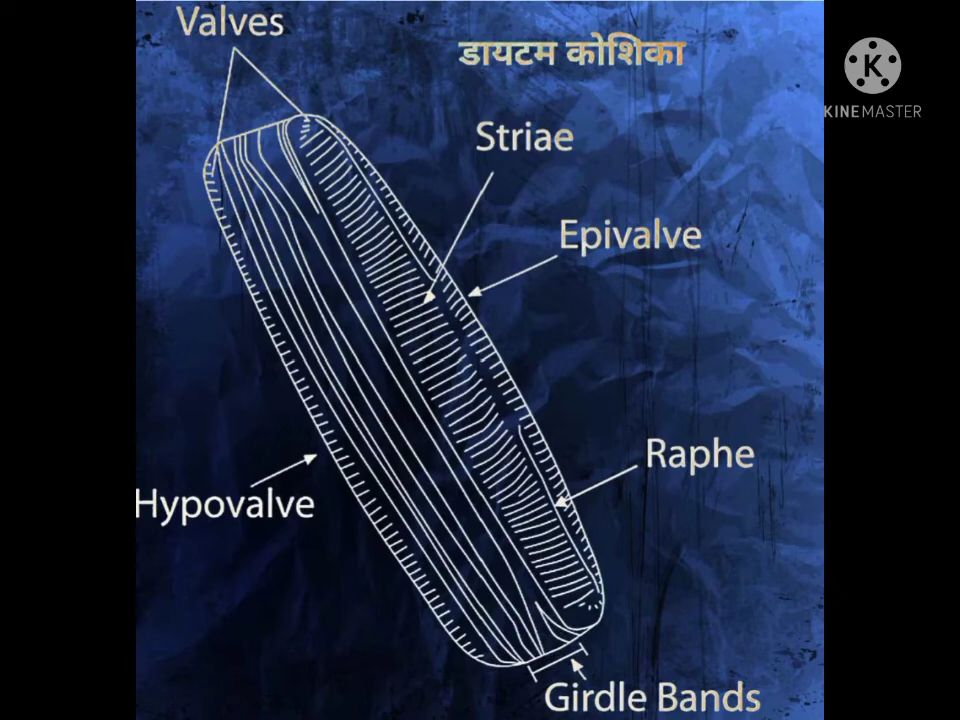 Valves
डायटम कोशिका
K
KINEMASTER
Striae
Epivalve
Raphe
Hypovalve
Girdle Bands